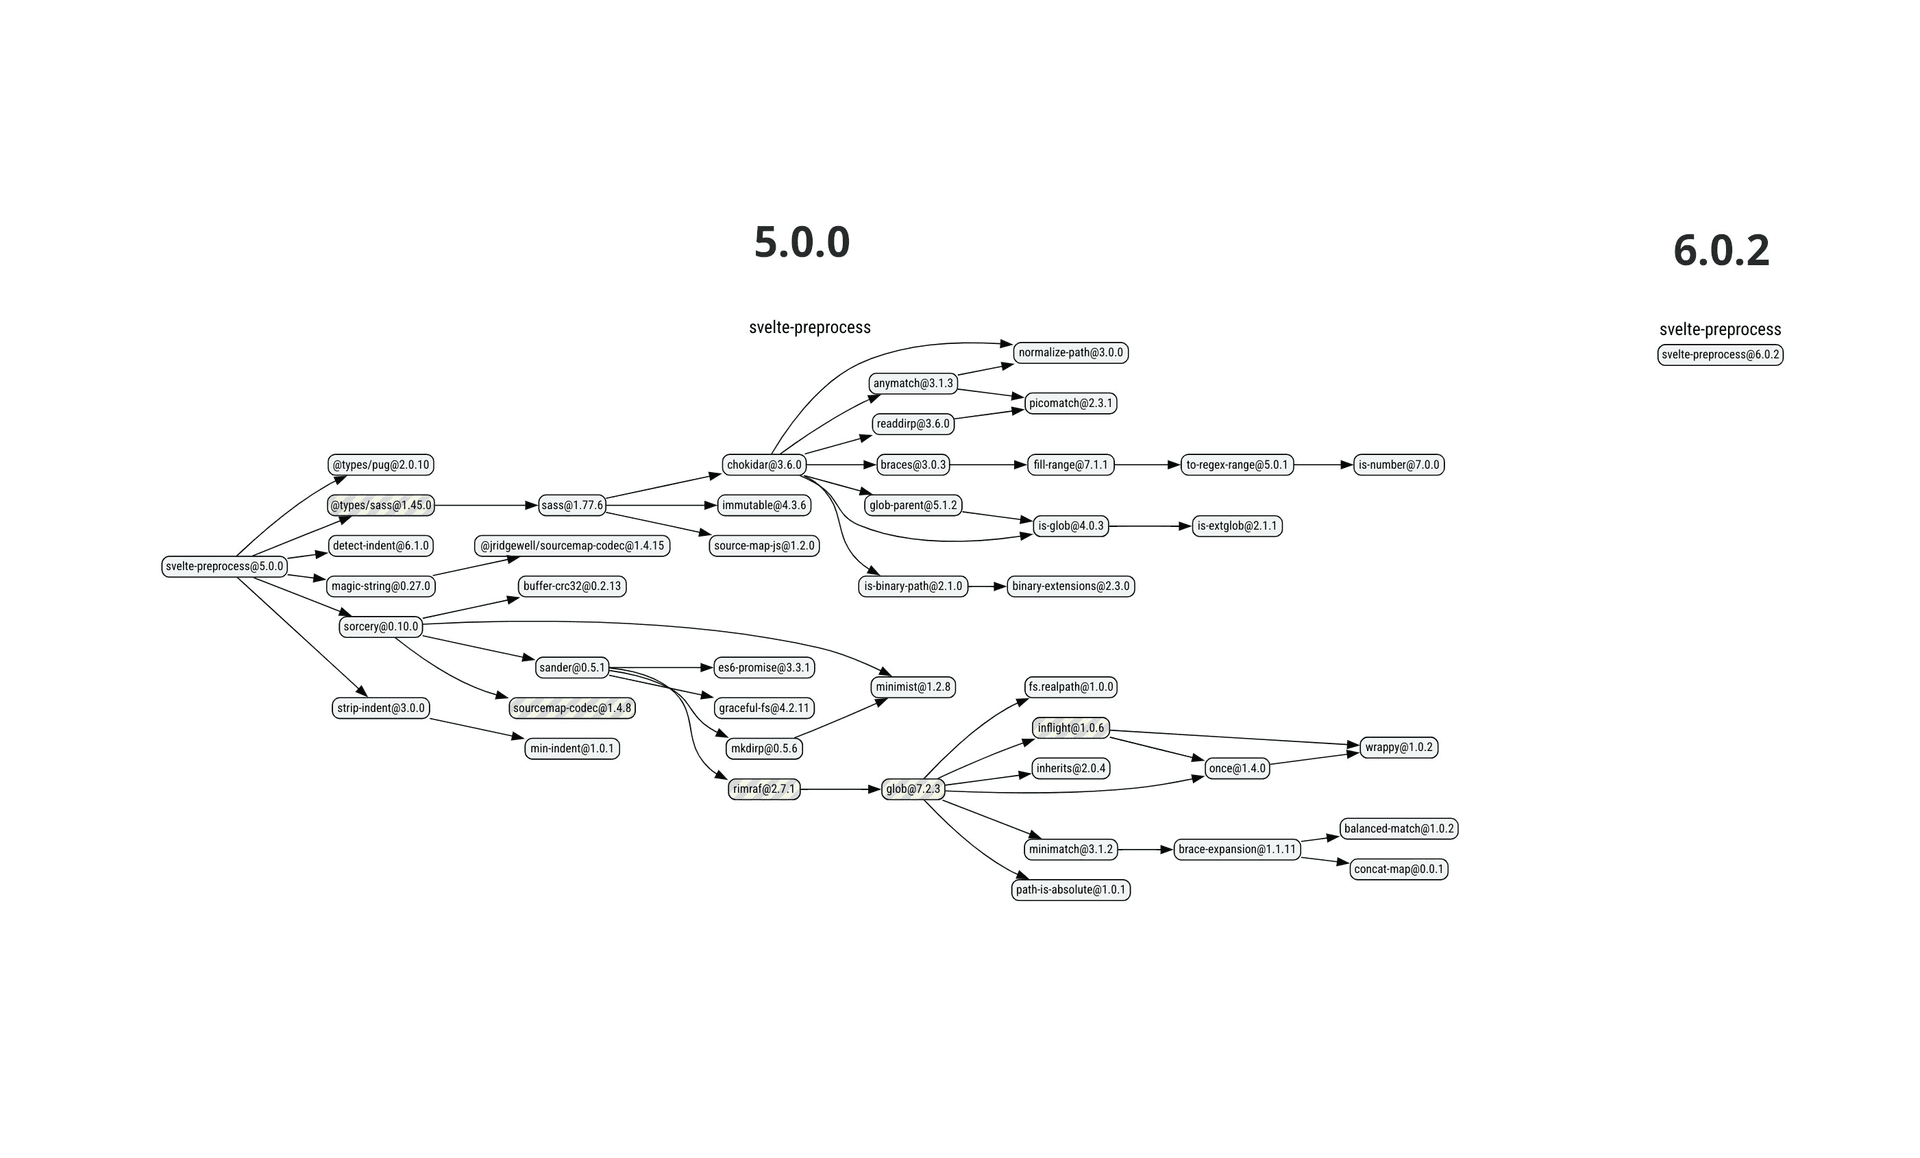 5.0.0
6.0.2
svelte-preprocess
svelte-preprocess
svelte-preprocess@6.0.2
normalize-path@3.0.0
anymatch@3.1.3
picomatch@2.3.1
readdirp@3.6.0
@types/pug@2.0.10
chokidar@3.6.0
braces@3.0.3
fill-range@7.1.1
to-regex-range@5.0.1
is-number@7.0.0
@types/sass@1.45.0
sass@1.77.6
immutable@4.3.6
glob-parent@5.1.2
is-glob@4.0.3
is-extglob@2.1.1
detect-indent@6.1.0
@jridgewell/sourcemap-codec@1.4.15
source-map-js@1.2.0
svelte-preprocess@5.0.0
magic-string@0.27.0
buffer-crc32@0.2.13
is-binary-path@2.1.0
binary-extensions@2.3.0
sorcery@0.10.0
sander@0.5.1
es6-promise@3.3.1
minimist@1.2.8
fs.realpath@1.0.0
strip-indent@3.0.0
sourcemap-codec@1.4.8
graceful-fs@4.2.11
inflight@1.0.6
min-indent@1.0.1
mkdirp@0.5.6
wrappy@1.0.2
inherits@2.0.4
once@1.4.0
rimraf@2.7.1
glob@7.2.3
balanced-match@1.0.2
minimatch@3.1.2
brace-expansion@1.1.11
concat-map@0.0.1
path-is-absolute@1.0.1